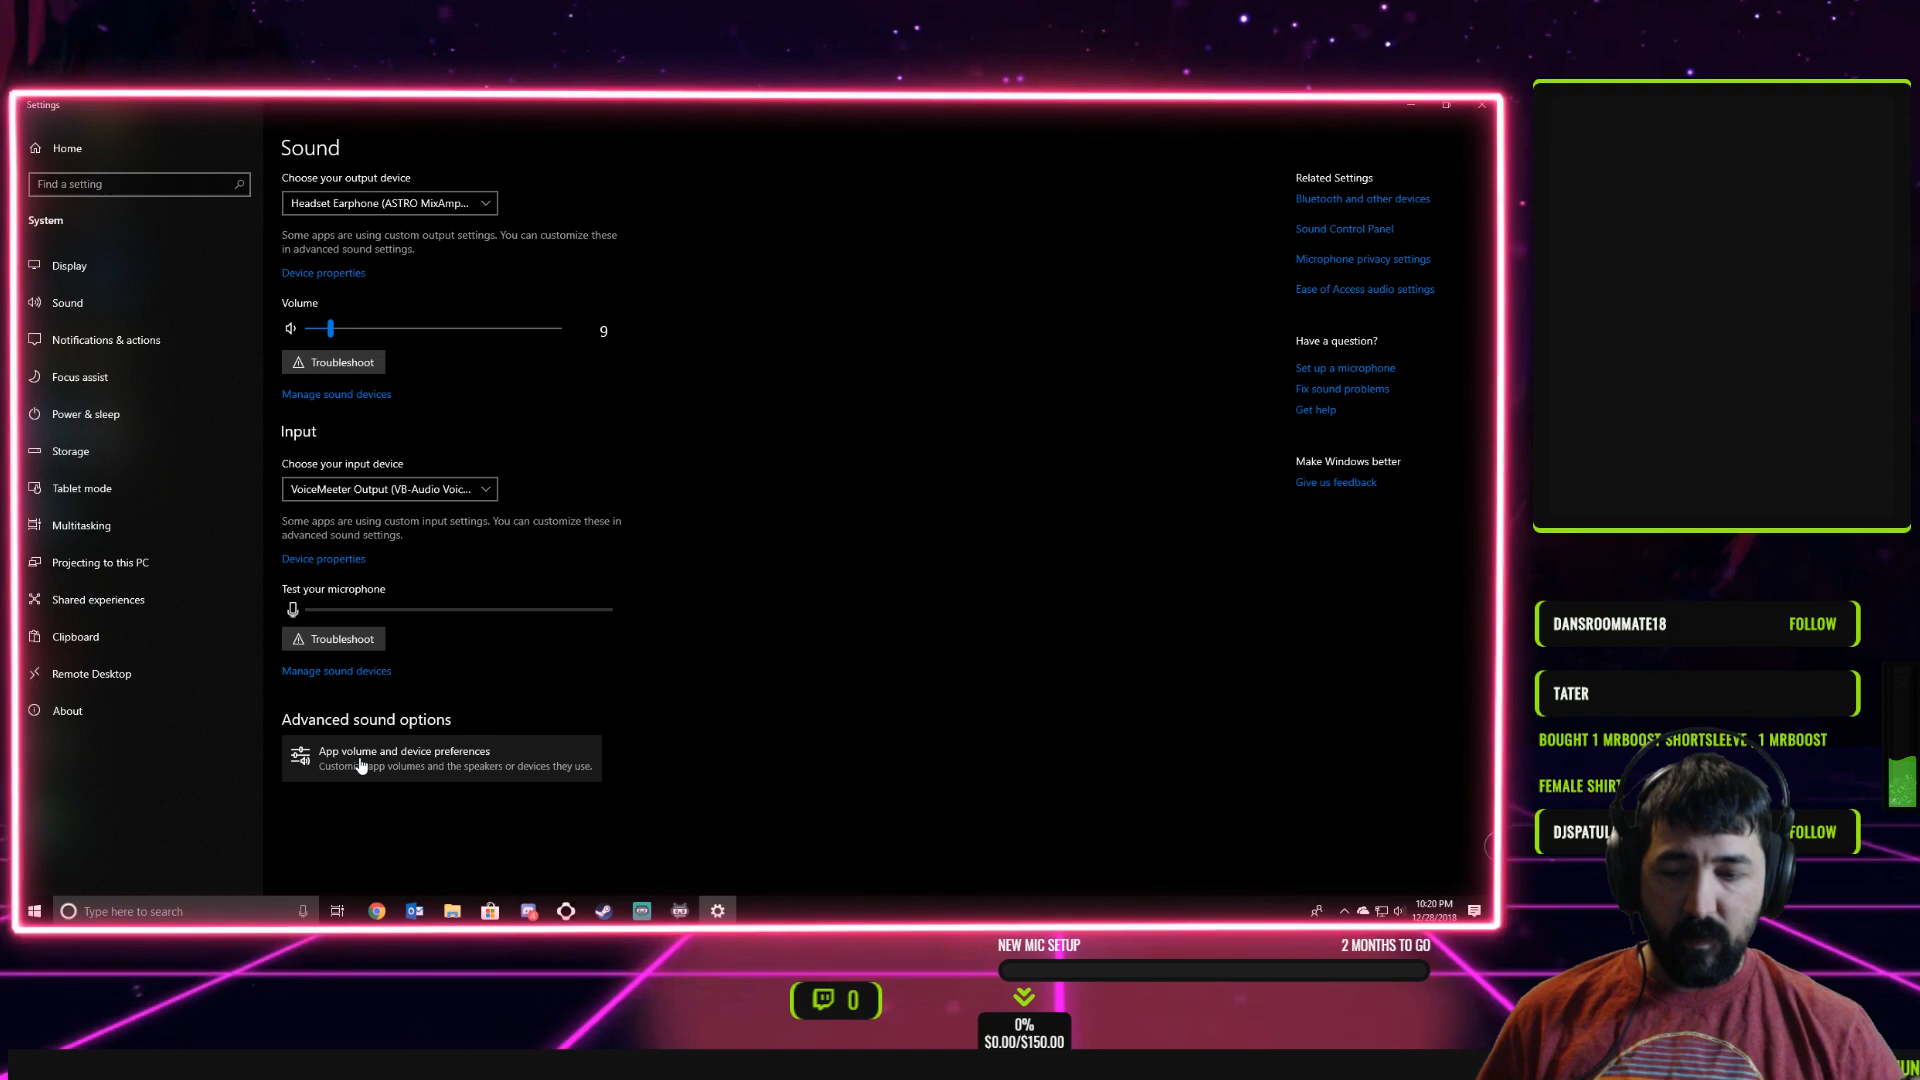 Settings
Home
Find a setting
System
Display
Sound
Notifications & actions
Focus assist
Power & sleep
Storage
Tablet mode
Multitasking
Projecting to this PC
Shared experiences
Clipboard
Remote Desktop
About
Sound
Choose your output device
Headset Earphone (ASTRO MixAmp...
Some apps are using custom output settings. You can customize these
in advanced sound settings.
Device properties
Volume
9
Troubleshoot
Manage sound devices
Input
Choose your input device
VoiceMeeter Output (VB-Audio Voic...
Some apps are using custom input settings. You can customize these in
advanced sound settings.
Device properties
Test your microphone
Troubleshoot
Manage sound devices
Advanced sound options
App volume and device preferences
app volumes and the speakers or devices they use.
Related Settings
Bluetooth and other devices
Sound Control Panel
Microphone privacy settings
Ease of Access audio settings
Have a question?
Set up a microphone
Fix sound problems
Get help
Make Windows better
Give us feedback
Type here to search
10:20 PM
12/28/2018
DANSROOMMATE18 FOLLOW
TATER
BOUGHT 1 MRBOOST SHORTSLEEVE, 1 MRBOOST
FEMALE
FOLLOW
NEW MIC SETUP 2 MONTHS TO GO
0
0%
$0.00/$150.00